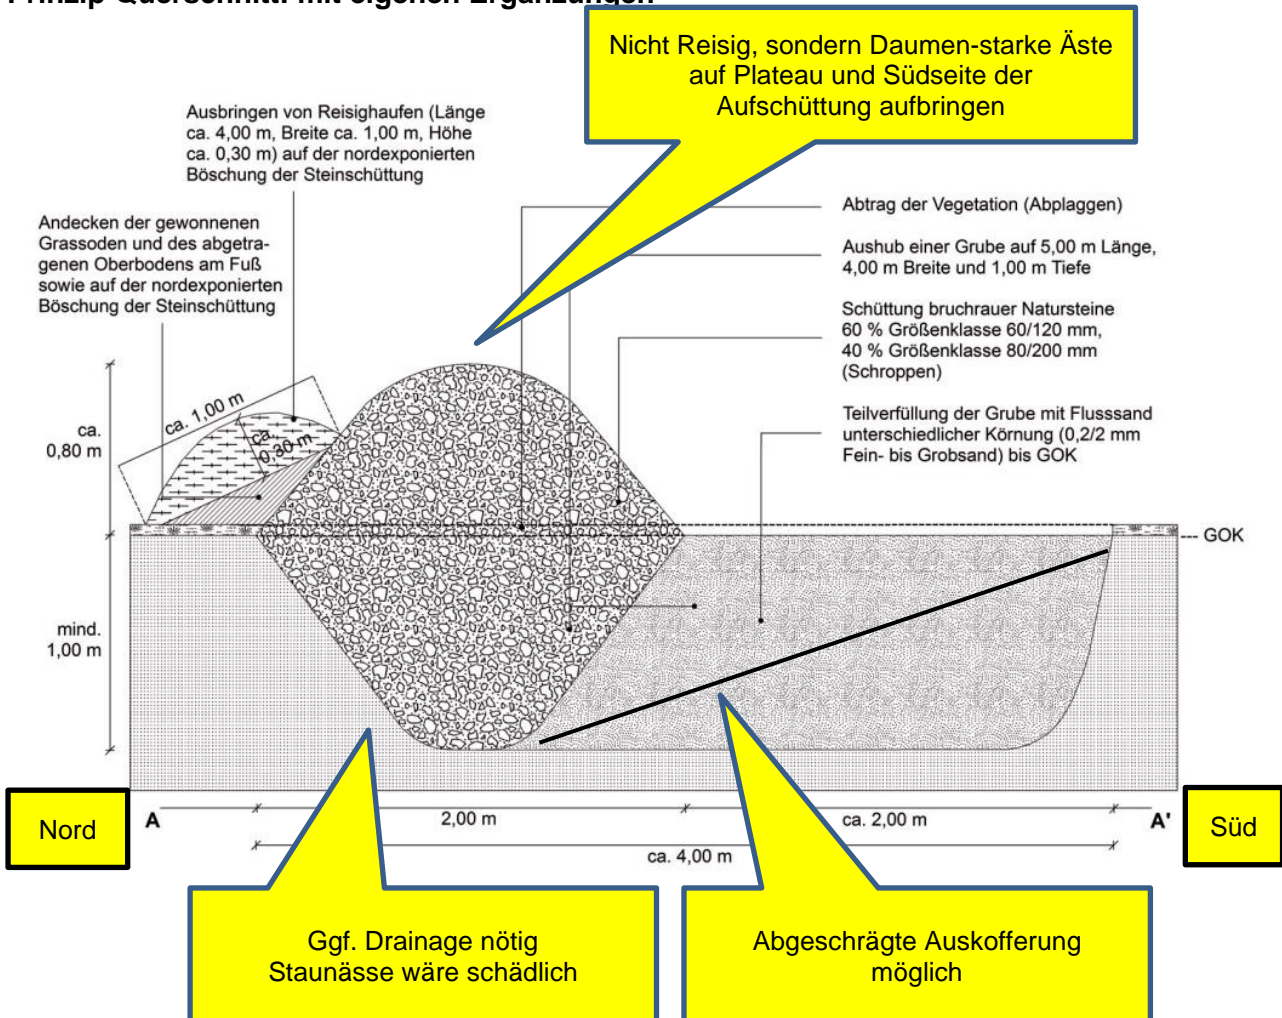 Prinzip-Querschnitt: mit eigenen Ergänzungen
Nicht Reisig, sondern Daumen-starke Äste
auf Plateau und Südseite der
Aufschüttung aufbringen
Ausbringen von Reisighaufen (Länge
ca. 4,00 m, Breite ca. 1,00 m, Höhe
ca. 0,30 m) auf der nordexponierten
Böschung der Steinschüttung
Andecken der gewonnenen
Grassoden und des abgetra-
genen Oberbodens am Fuß
sowie auf der nordexponierten
Böschung der Steinschüttung
Abtrag der Vegetation (Abplaggen)
Aushub einer Grube auf 5,00 m Länge,
4,00 m Breite und 1,00 m Tiefe
Schüttung bruchrauer Natursteine
60 % Größenklasse 60/120 mm,
40 % Größenklasse 80/200 mm
(Schroppen)
Teilverfüllung der Grube mit Flusssand
unterschiedlicher Körnung (0,2/2 mm
Fein- bis Grobsand) bis GOK
ca. 1,00 m
ca.
0,30 m
ca.
0,80 m
--- GOK
mind.
1,00 m
Nord
A
2,00 m
ca. 2,00 m
A'
Süd
ca. 4,00 m
Ggf. Drainage nötig
Staunässe wäre schädlich
Abgeschrägte Auskofferung
möglich